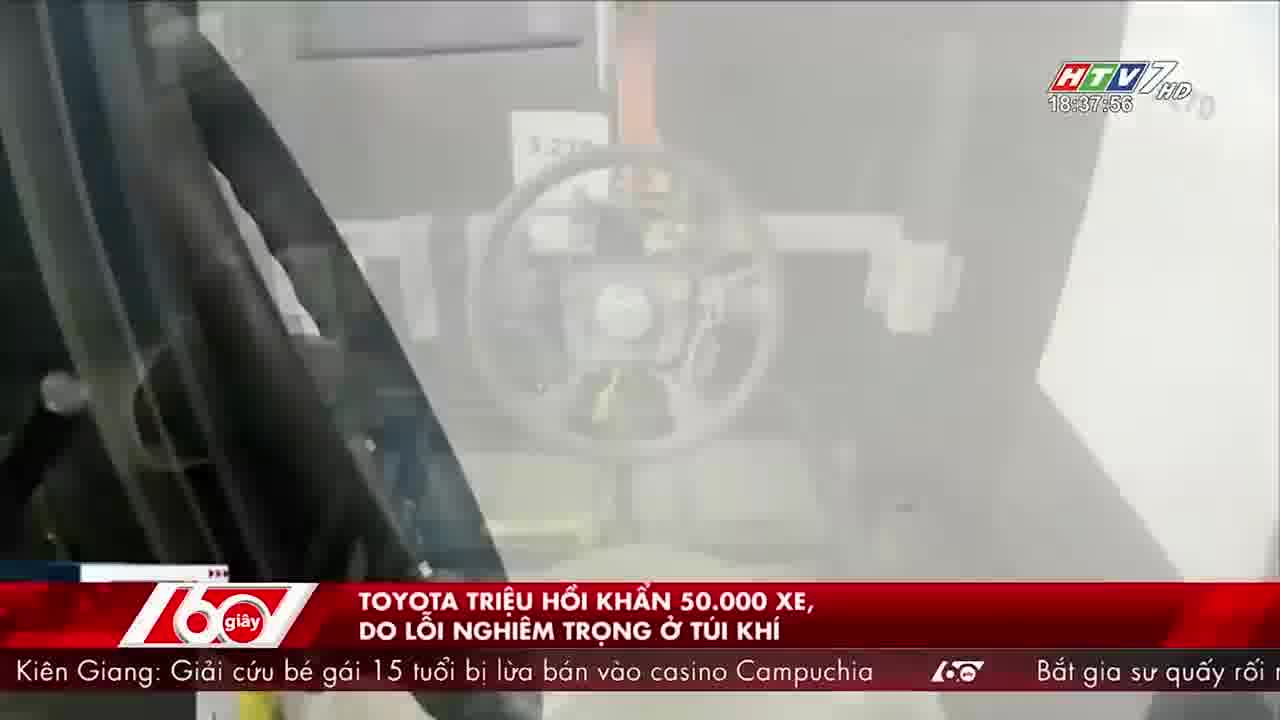 HTV7 HD
18:37:56
60 giây
TOYOTA TRIỆU HỒI KHẨN 50.000 XE,
DO LỖI NGHIÊM TRỌNG Ở TÚI KHÍ
Kiên Giang: Giải cứu bé gái 15 tuổi bị lừa bán vào casino Campuchia
60
Bắt gia sư quấy rối